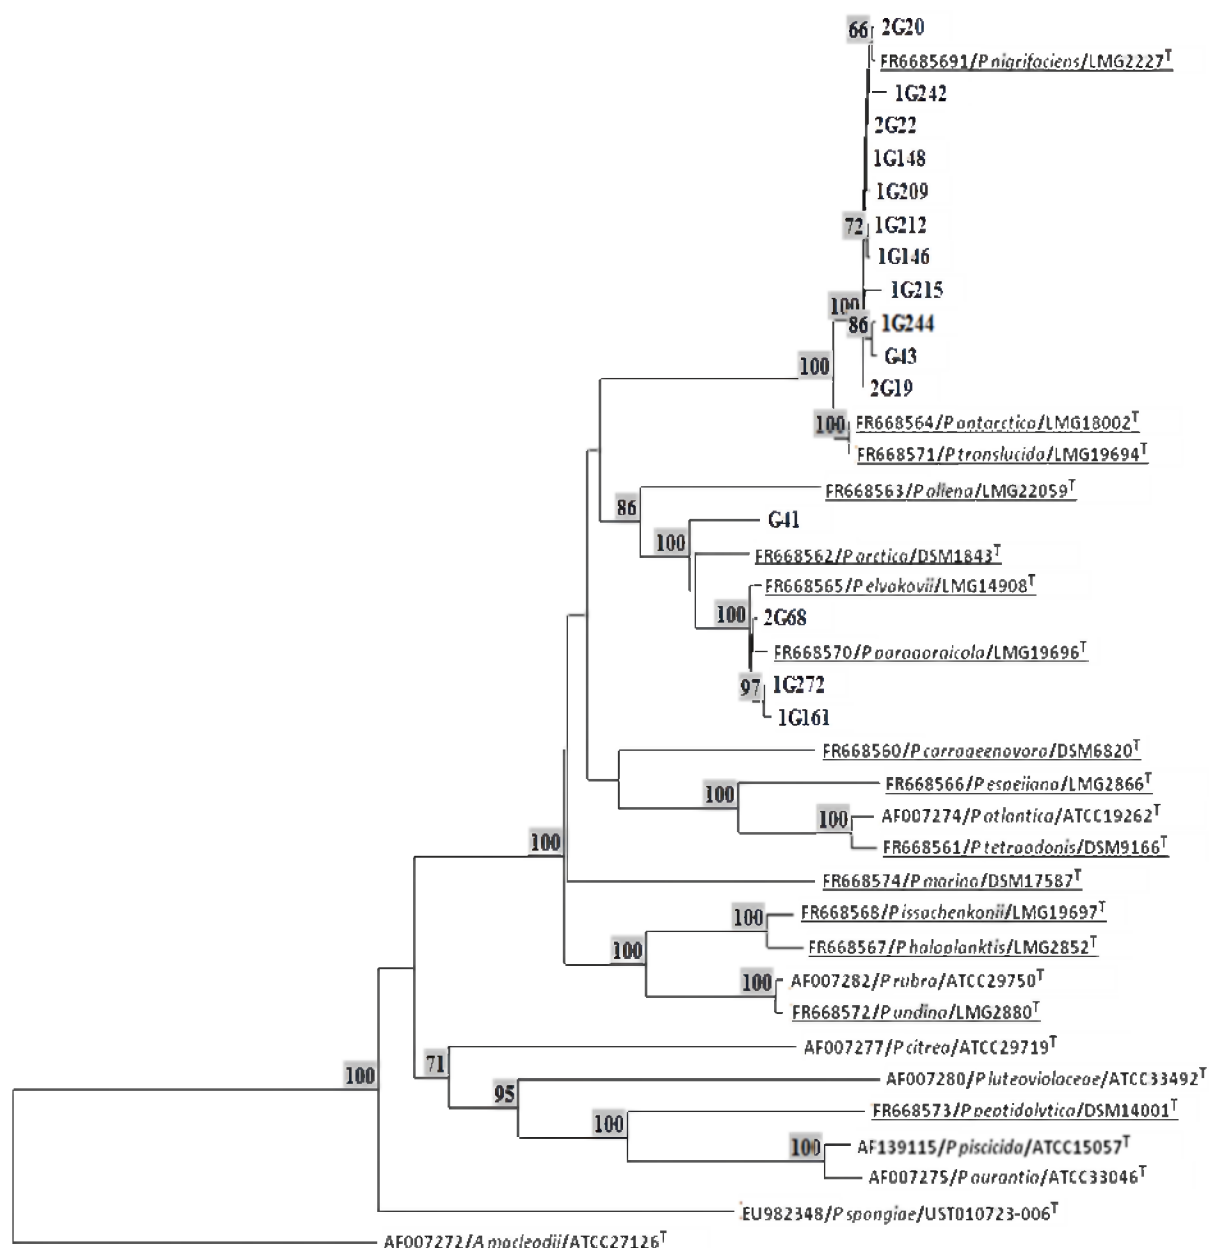 66 2G20
FR6685691/P nigrifaciens/LMG2227T
1G242
2G22
1G148
1G209
72 1G212
1G146
1G215
100
86 1G244
G43
100
2G19
100 FR668564/P antarctica/LMG18002T
FR668571/P translucida/LMG19694T
FR668563/P aliena/LMG22059T
86
G41
100
FR668562/P arctica/DSM1843T
FR668565/P elyakovii/LMG14908T
100 2G68
FR668570/P paragorgicola/LMG19696T
97 1G272
1G161
FR668560/P carrageenovora/DSM6820T
FR668566/P espejiana/LMG2866T
100
100 AF007274/P atlantica/ATCC19262T
100
FR668561/P tetraodonis/DSM9166T
FR668574/P marina/DSM17587T
100 FR668568/P issachenkonii/LMG19697T
FR668567/P haloplanktis/LMG2852T
100
100 AF007282/P rubra/ATCC29750T
FR668572/P undina/LMG2880T
AF007277/P citrea/ATCC29719T
71
100
AF007280/P luteoviolaceae/ATCC33492T
95
FR668573/P peptidolytica/DSM14001T
100
100 AF139115/P piscicida/ATCC15057T
AF007275/P aurantia/ATCC33046T
EU982348/P spongiae/UST010723-006T
AF007272/A macleodii/ATCC27126T